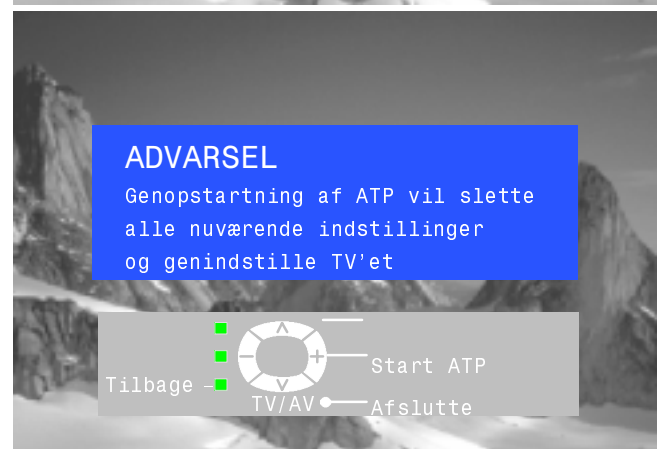 ADVARSEL
Genopstartning af ATP vil slette
alle nuværende indstillinger
og genindstille TV’et
Start ATP
Tilbage
TV/AV
Afslutte